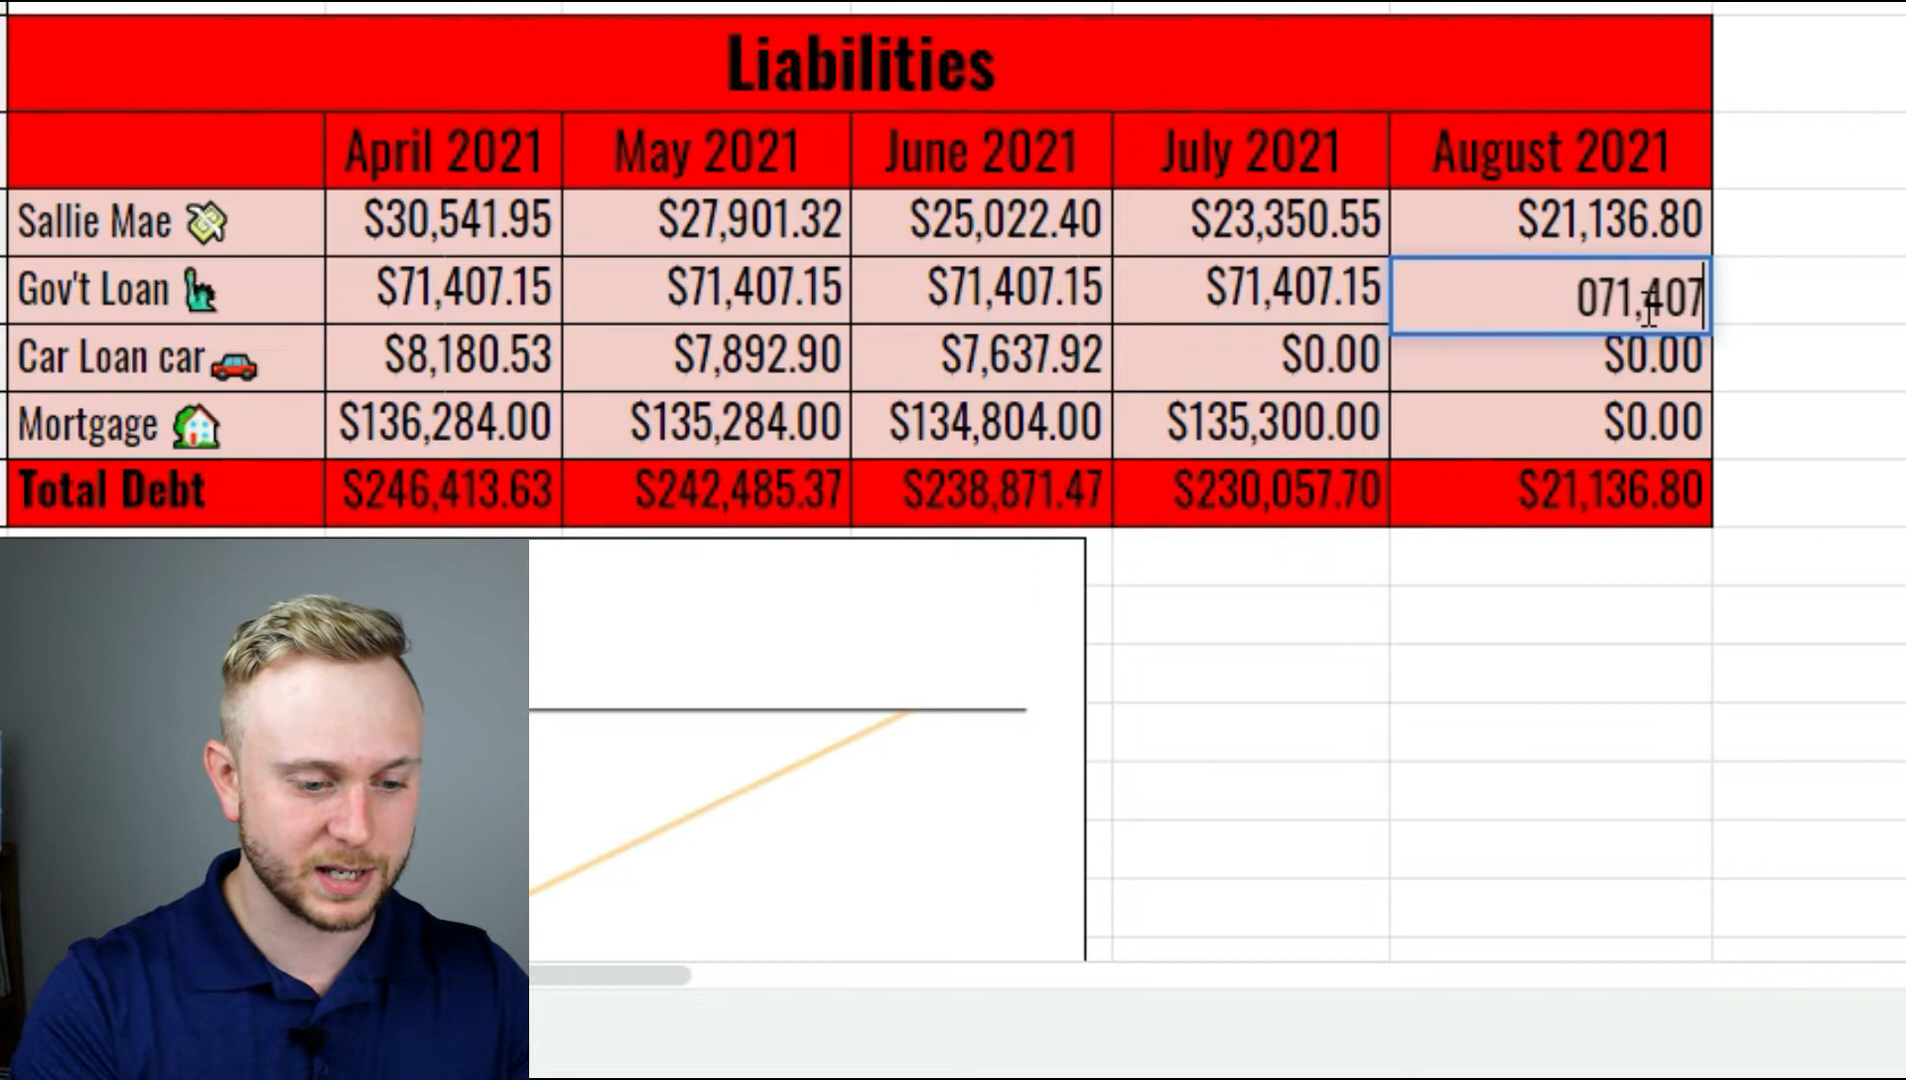 Liabilities
April 2021 May 2021 June 2021 July 2021 August 2021
Sallie Mae $30,541.95 $27,901.32 $25,022.40 $23,350.55 $21,136.80
Gov't Loan $71,407.15 $71,407.15 $71,407.15 $71,407.15 071,407
Car Loan car $8,180.53 $7,892.90 $7,637.92 $0.00 $0.00
Mortgage $136,284.00 $135,284.00 $134,804.00 $135,300.00 $0.00
Total Debt $246,413.63 $242,485.37 $238,871.47 $230,057.70 $21,136.80